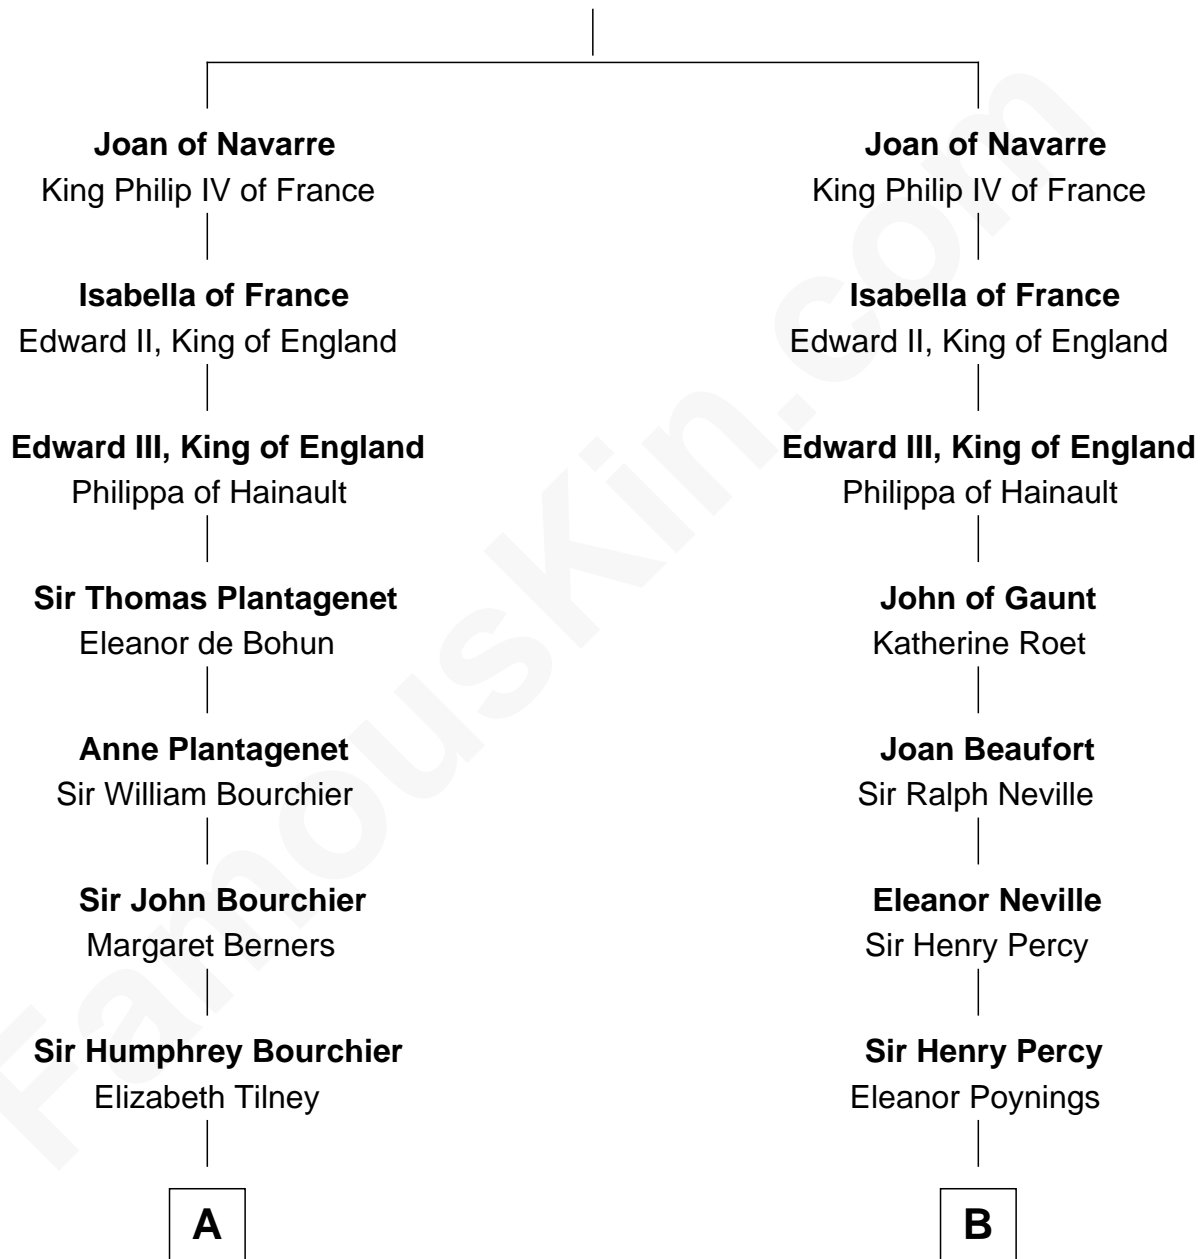 Joan of Navarre
King Philip IV of France
Isabella of France
Edward II, King of England
Edward III, King of England
Philippa of Hainault
Sir Thomas Plantagenet
Eleanor de Bohun
Anne Plantagenet
Sir William Bourchier
Sir John Bourchier
Margaret Berners
Sir Humphrey Bourchier
Elizabeth Tilney
A
Joan of Navarre
King Philip IV of France
Isabella of France
Edward II, King of England
Edward III, King of England
Philippa of Hainault
John of Gaunt
Katherine Roet
Joan Beaufort
Sir Ralph Neville
Eleanor Neville
Sir Henry Percy
Sir Henry Percy
Eleanor Poynings
B
FamousKin.com